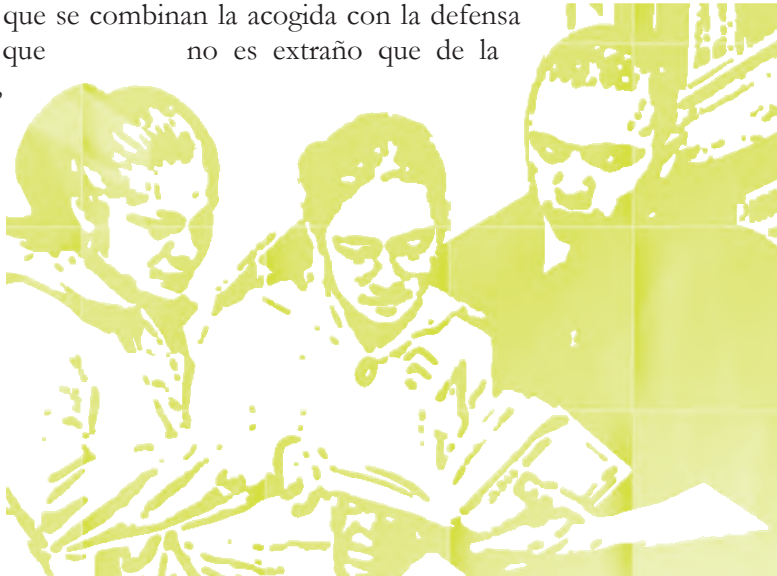 que se combinan la acogida con la defensa
que no es extraño que de la
,